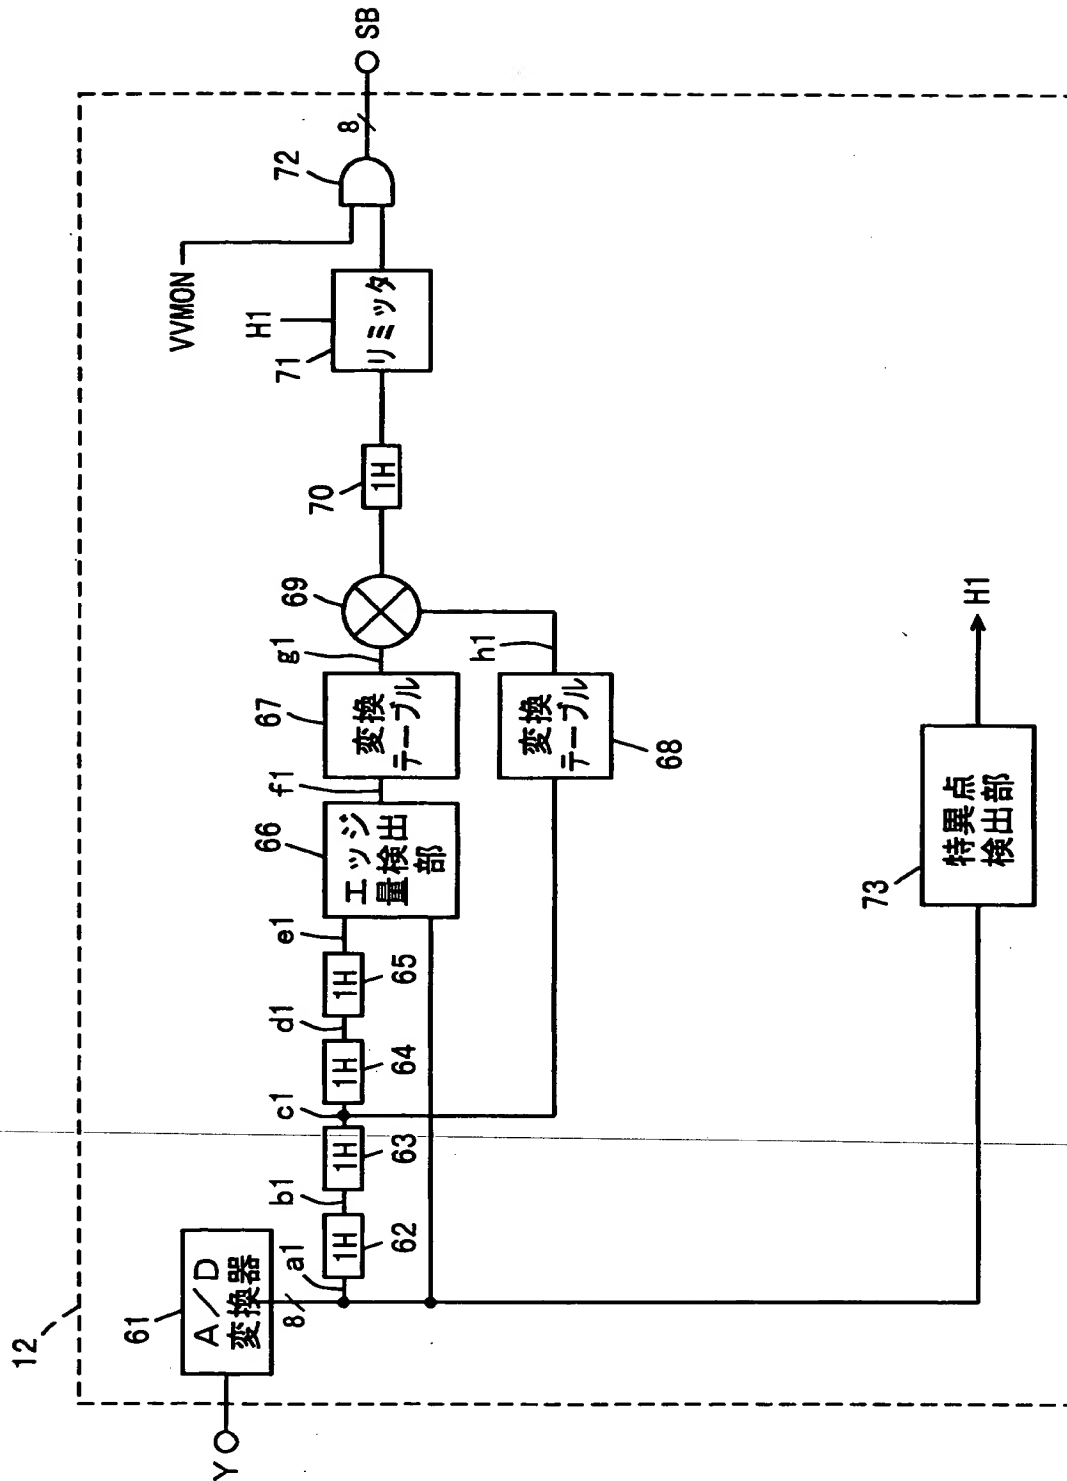 12
Y
61
A/D
変換器
8
a1
1H
62
b1
1H
63
c1
1H
64
d1
1H
65
e1
66
エッジ
量検出
部
f1
67
変換
テーブル
g1
69
68
変換
テーブル
h1
70
1H
71
リミッタ
H1
VVMON
72
8
SB
73
特異点
検出部
H1